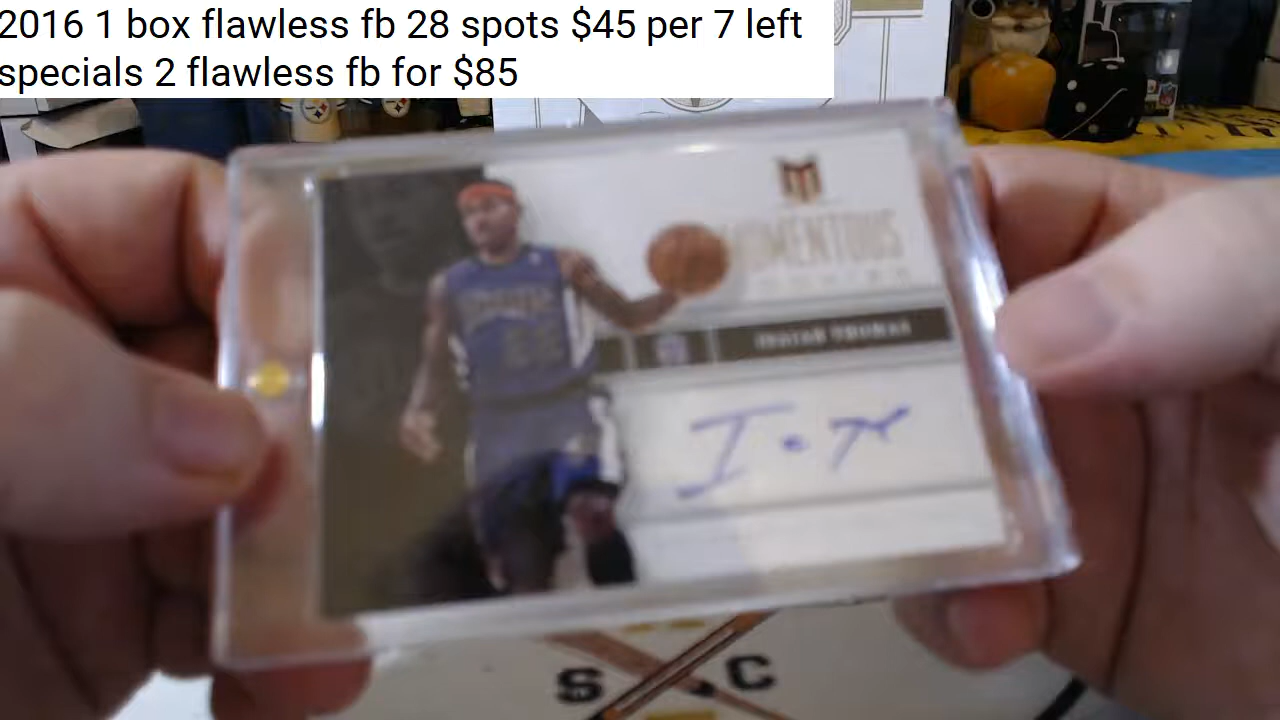 2016 1 box flawless fb 28 spots $45 per 7 left
specials 2 flawless fb for $85
MOMENTOUS
ISAIAH THOMAS
S C